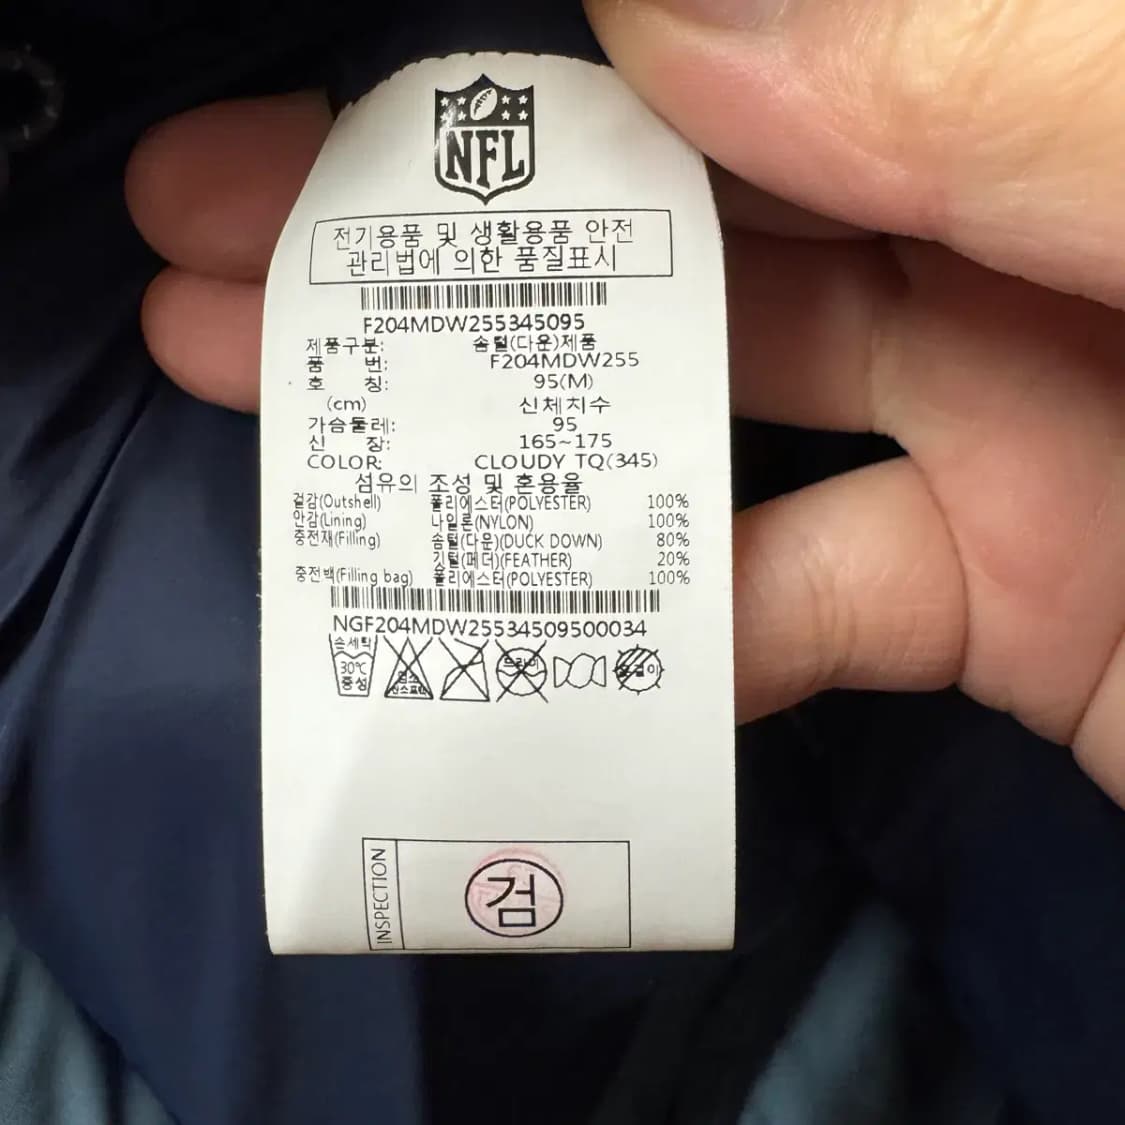 NFL
전기용품 및 생활용품 안전
관리법에 의한 품질표시
F204MDW255345095
제품구분: 솜털(다운)제품
품 번: F204MDW255
호 칭: 95(M)
(cm) 신체치수
가슴둘레: 95
신 장: 165~175
COLOR: CLOUDY TQ(345)
섬유의 조성 및 혼용율
겉감(Outshell) 폴리에스터(POLYESTER) 100%
안감(Lining) 나일론(NYLON) 100%
충전재(Filling) 솜털(다운)(DUCK DOWN) 80%
깃털(페더)(FEATHER) 20%
충전백(Filling bag) 폴리에스터(POLYESTER) 100%
NGF204MDW25534509500034
손세탁
30℃
중성
드라이
INSPECTION
검